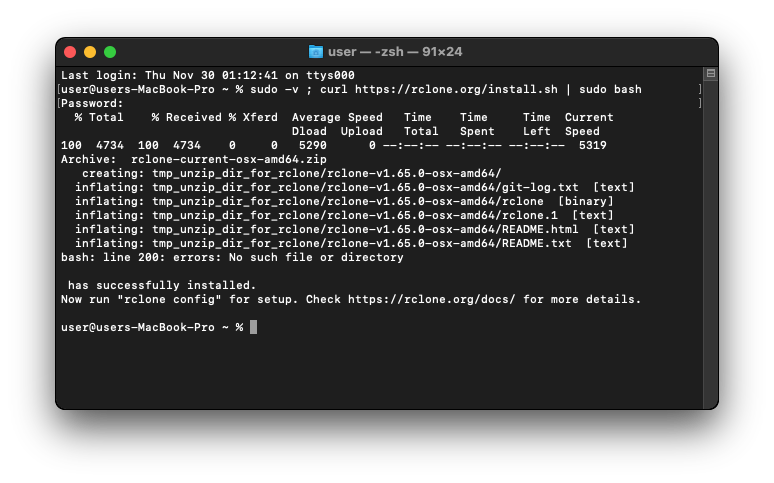 user — -zsh — 91×24
Last login: Thu Nov 30 01:12:41 on ttys000
[user@users-MacBook-Pro ~ % sudo -v ; curl https://rclone.org/install.sh | sudo bash ]
[Password: ]
% Total % Received % Xferd Average Speed Time Time Time Current
Dload Upload Total Spent Left Speed
100 4734 100 4734 0 0 5290 0 --:--:-- --:--:-- --:--:-- 5319
Archive: rclone-current-osx-amd64.zip
creating: tmp_unzip_dir_for_rclone/rclone-v1.65.0-osx-amd64/
inflating: tmp_unzip_dir_for_rclone/rclone-v1.65.0-osx-amd64/git-log.txt [text]
inflating: tmp_unzip_dir_for_rclone/rclone-v1.65.0-osx-amd64/rclone [binary]
inflating: tmp_unzip_dir_for_rclone/rclone-v1.65.0-osx-amd64/rclone.1 [text]
inflating: tmp_unzip_dir_for_rclone/rclone-v1.65.0-osx-amd64/README.html [text]
inflating: tmp_unzip_dir_for_rclone/rclone-v1.65.0-osx-amd64/README.txt [text]
bash: line 200: errors: No such file or directory
has successfully installed.
Now run "rclone config" for setup. Check https://rclone.org/docs/ for more details.
user@users-MacBook-Pro ~ %